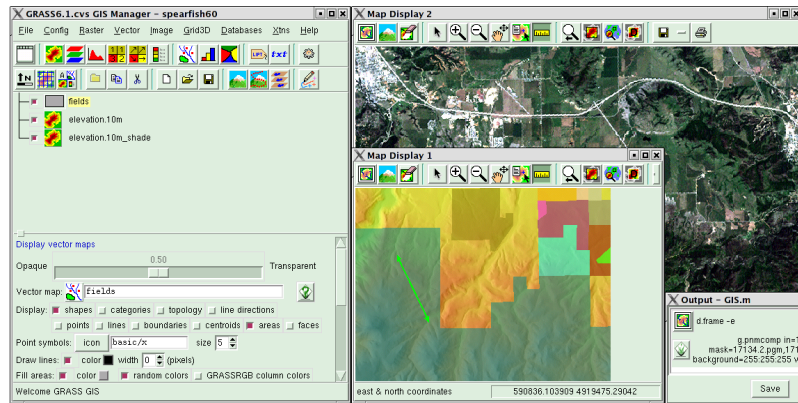 GRASS6.1.cvs GIS Manager - spearfish60
File Config Raster Vector Image Grid3D Databases Xtns Help
txt
fields
elevation.10m
elevation.10m_shade
Display vector maps
0.50
Opaque Transparent
Vector map: fields
Display: shapes categories topology line directions
points lines boundaries centroids areas faces
Point symbols: icon basic/x size 5
Draw lines: color width 0 (pixels)
Fill areas: color random colors GRASSRGB column colors
Welcome GRASS GIS
Map Display 2
Map Display 1
east & north coordinates 590836.103909 4919475.29042
Output - GIS.m
d.frame -e
g.pnmcomp in=1
mask=17134.2.pgm,171
background=255:255:255 v
Save